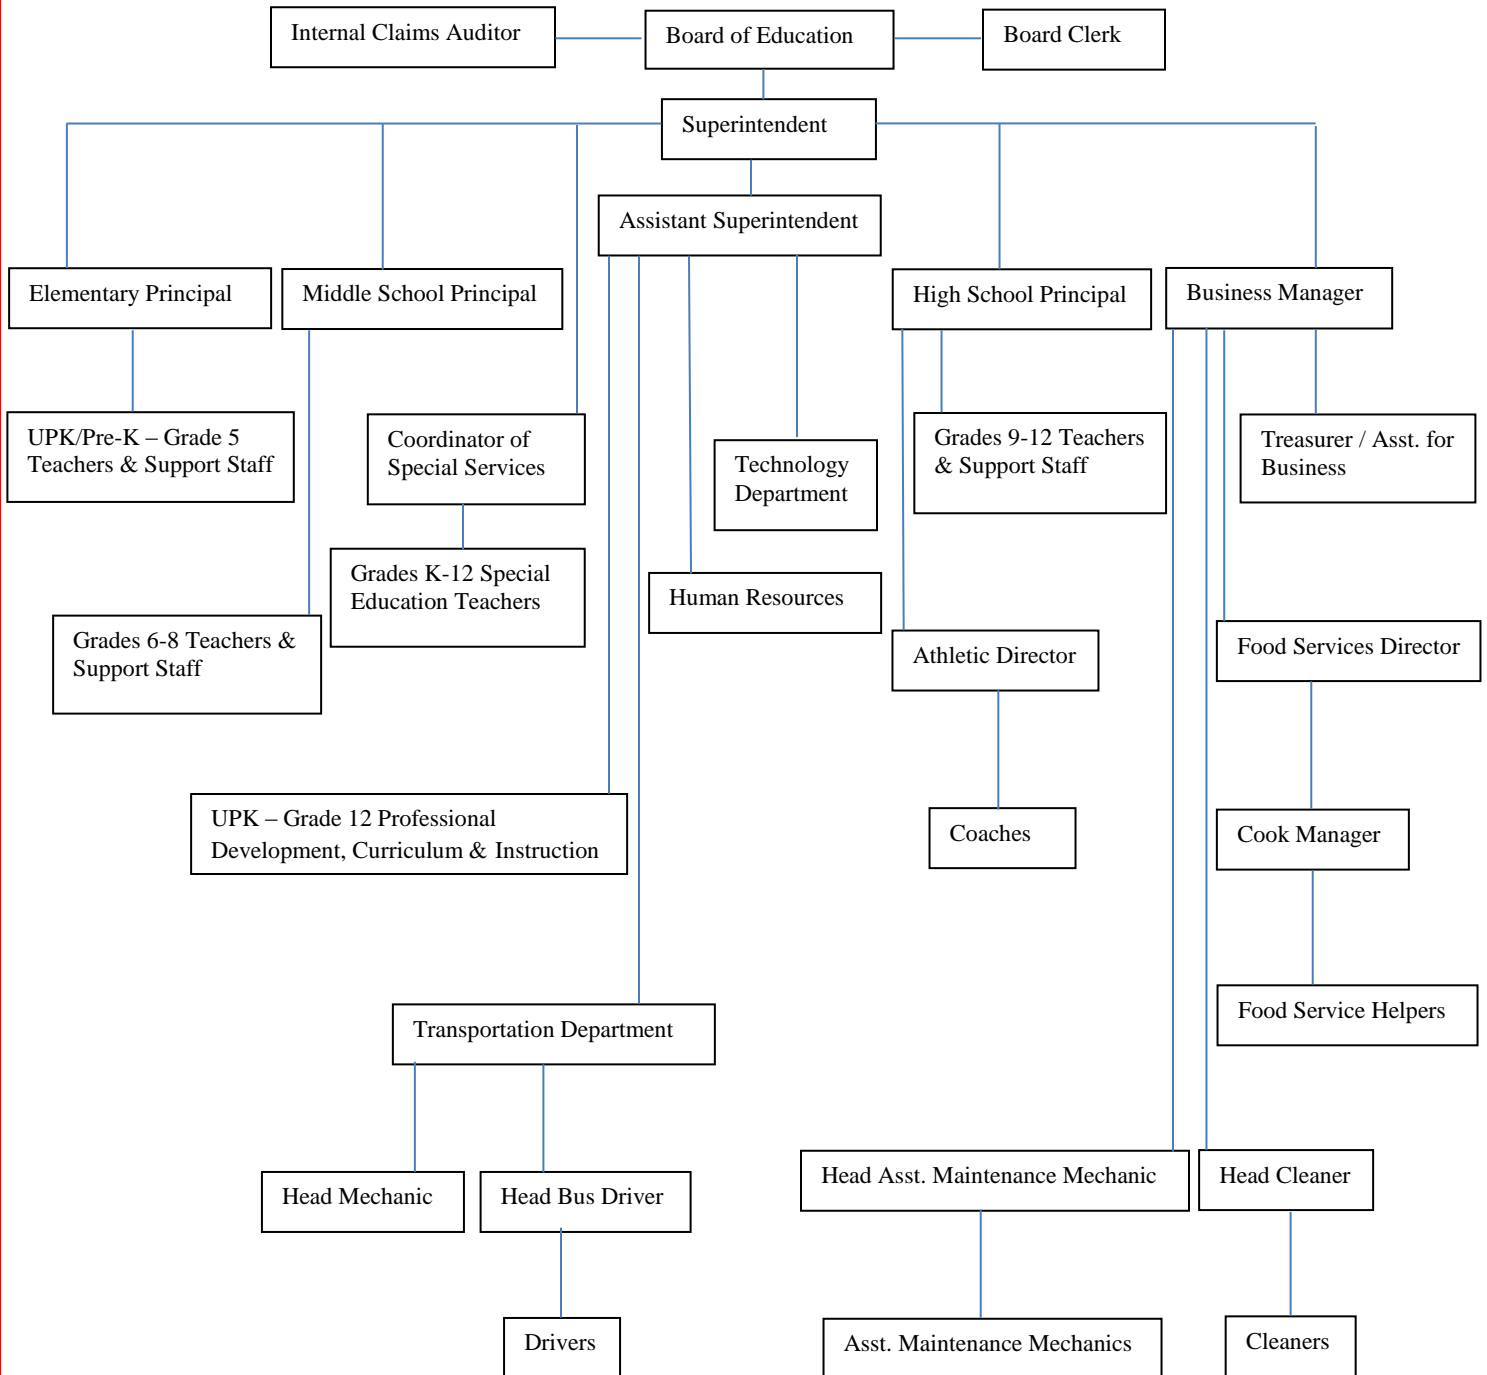 Internal Claims Auditor
Board of Education
Board Clerk
Superintendent
Assistant Superintendent
Elementary Principal
Middle School Principal
High School Principal
Business Manager
UPK/Pre-K – Grade 5
Teachers & Support Staff
Coordinator of
Special Services
Technology
Department
Grades 9-12 Teachers
& Support Staff
Treasurer / Asst. for
Business
Grades K-12 Special
Education Teachers
Human Resources
Grades 6-8 Teachers &
Support Staff
Athletic Director
Food Services Director
UPK – Grade 12 Professional
Development, Curriculum & Instruction
Coaches
Cook Manager
Food Service Helpers
Transportation Department
Head Mechanic
Head Bus Driver
Head Asst. Maintenance Mechanic
Head Cleaner
Drivers
Asst. Maintenance Mechanics
Cleaners